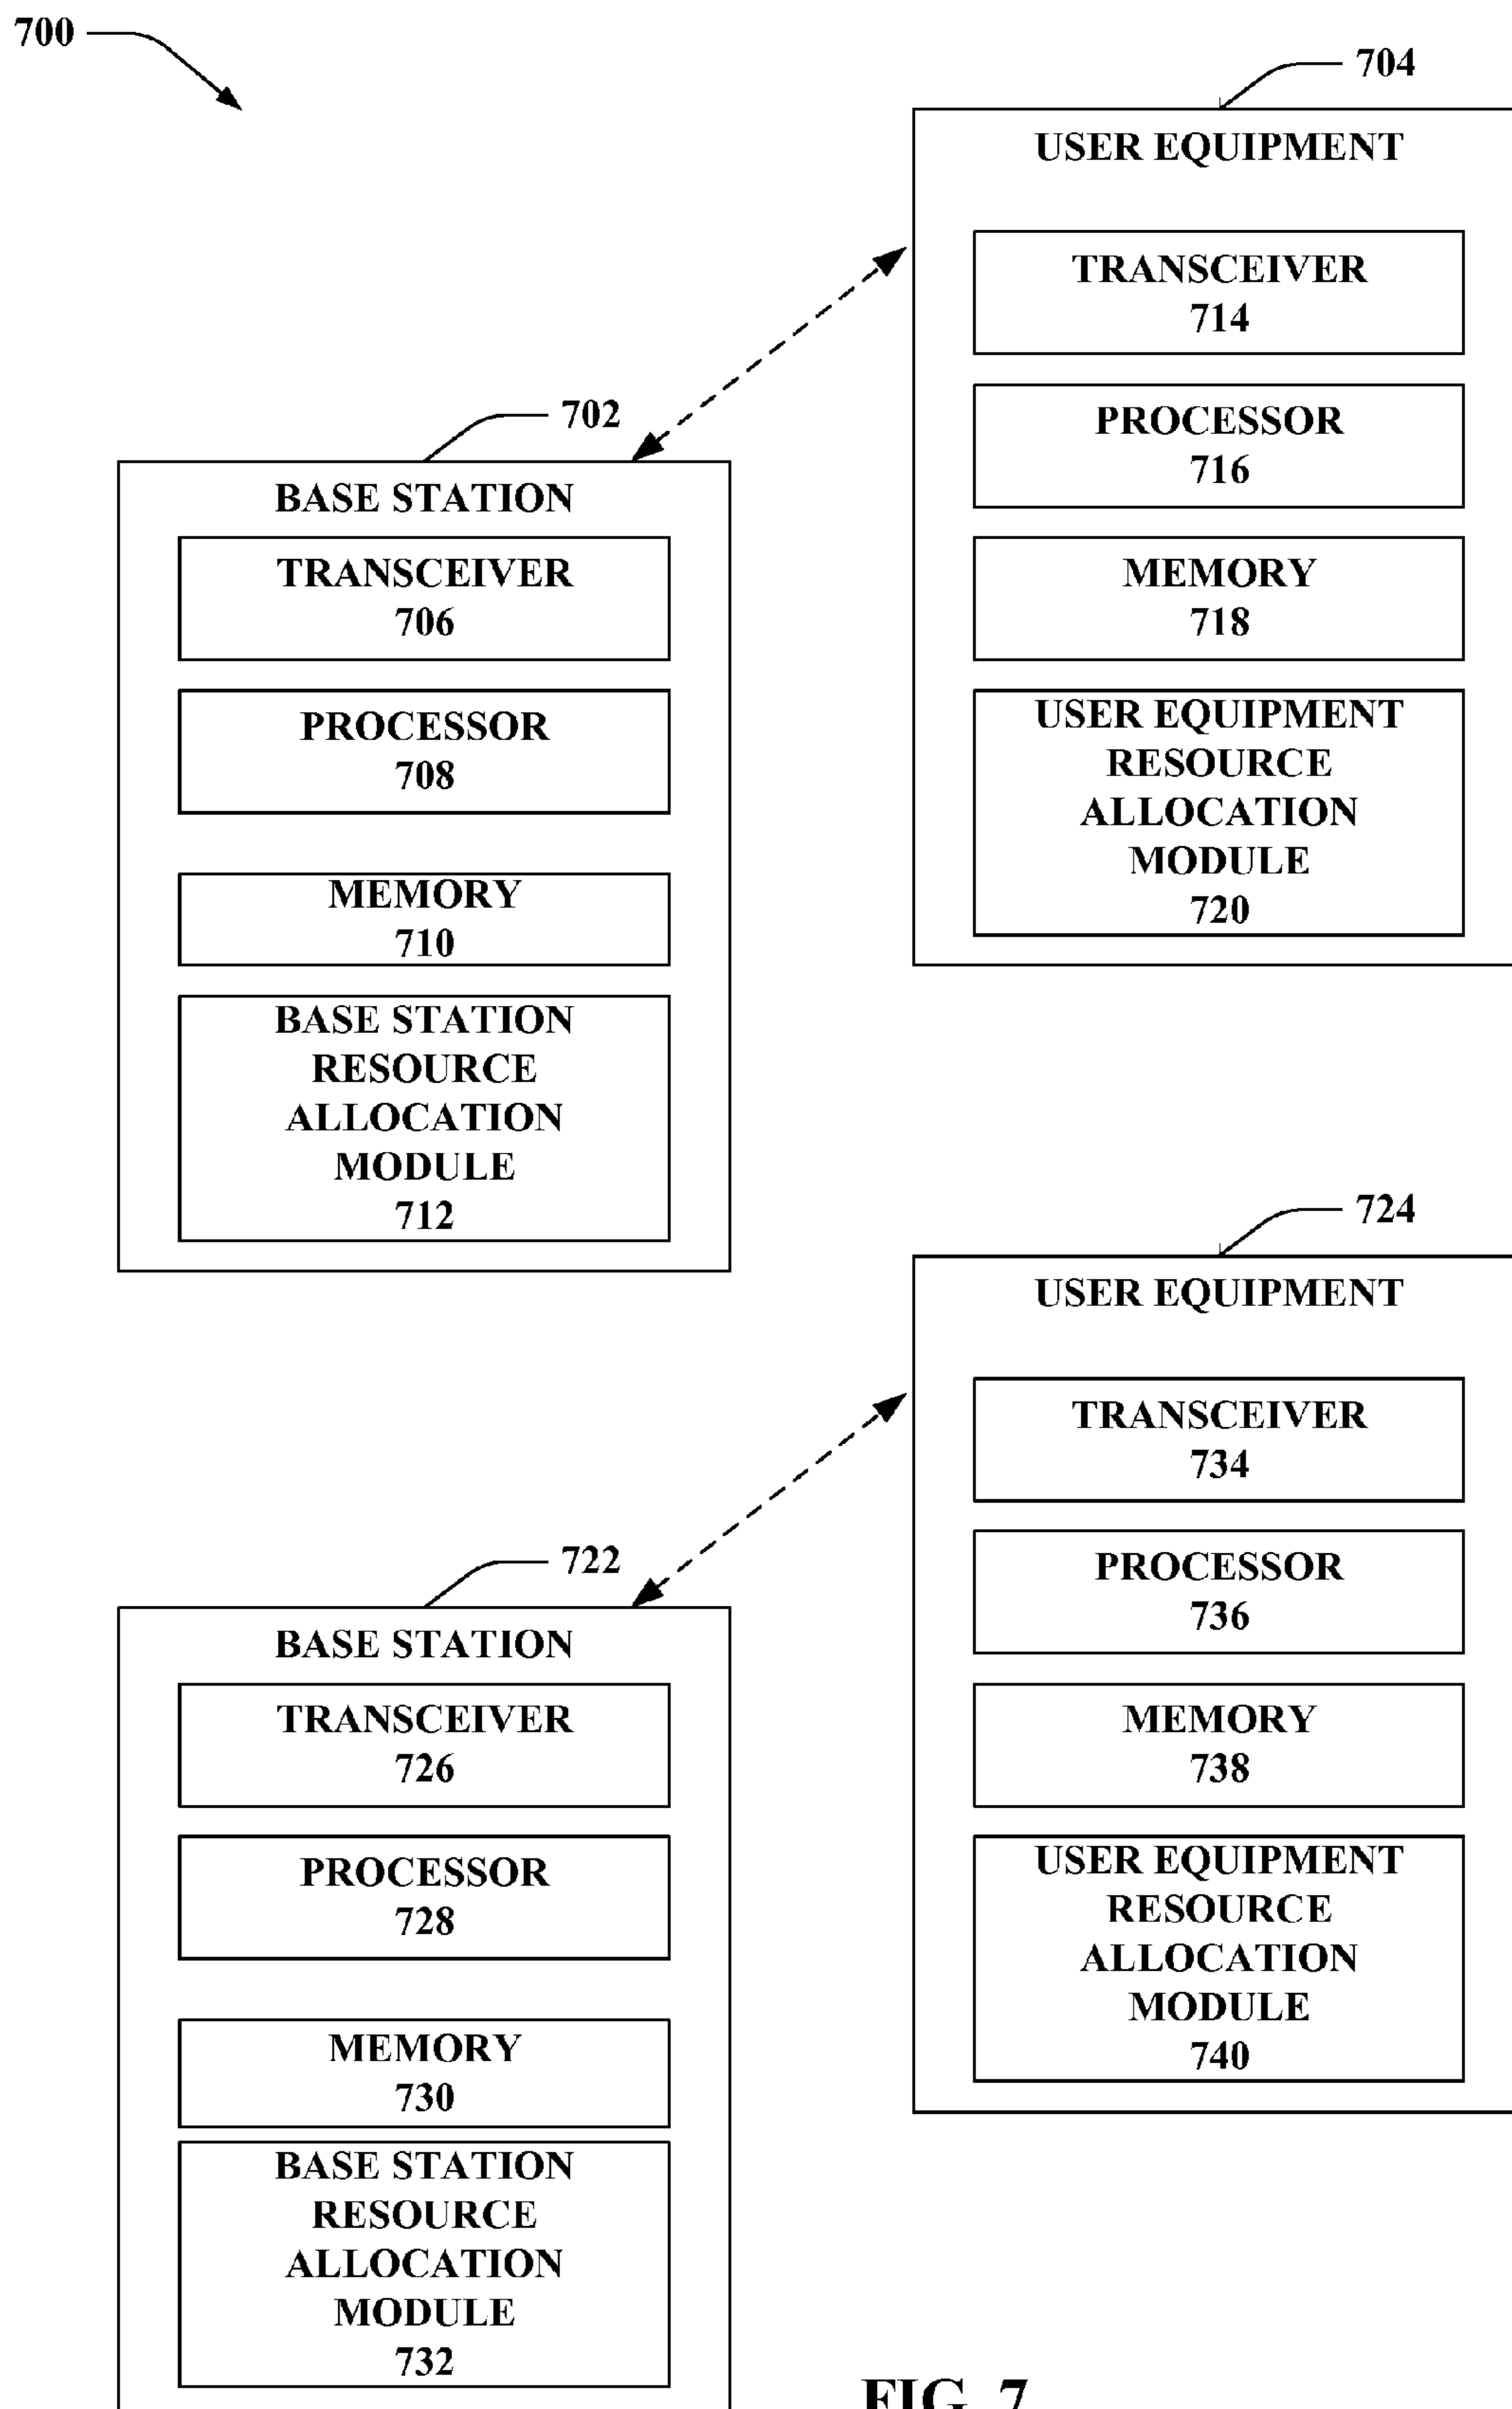 700
704
USER EQUIPMENT
TRANSCEIVER
714
PROCESSOR
716
MEMORY
718
USER EQUIPMENT
RESOURCE
ALLOCATION
MODULE
720
702
BASE STATION
TRANSCEIVER
706
PROCESSOR
708
MEMORY
710
BASE STATION
RESOURCE
ALLOCATION
MODULE
712
724
USER EQUIPMENT
TRANSCEIVER
734
PROCESSOR
736
MEMORY
738
USER EQUIPMENT
RESOURCE
ALLOCATION
MODULE
740
722
BASE STATION
TRANSCEIVER
726
PROCESSOR
728
MEMORY
730
BASE STATION
RESOURCE
ALLOCATION
MODULE
732
FIG. 7